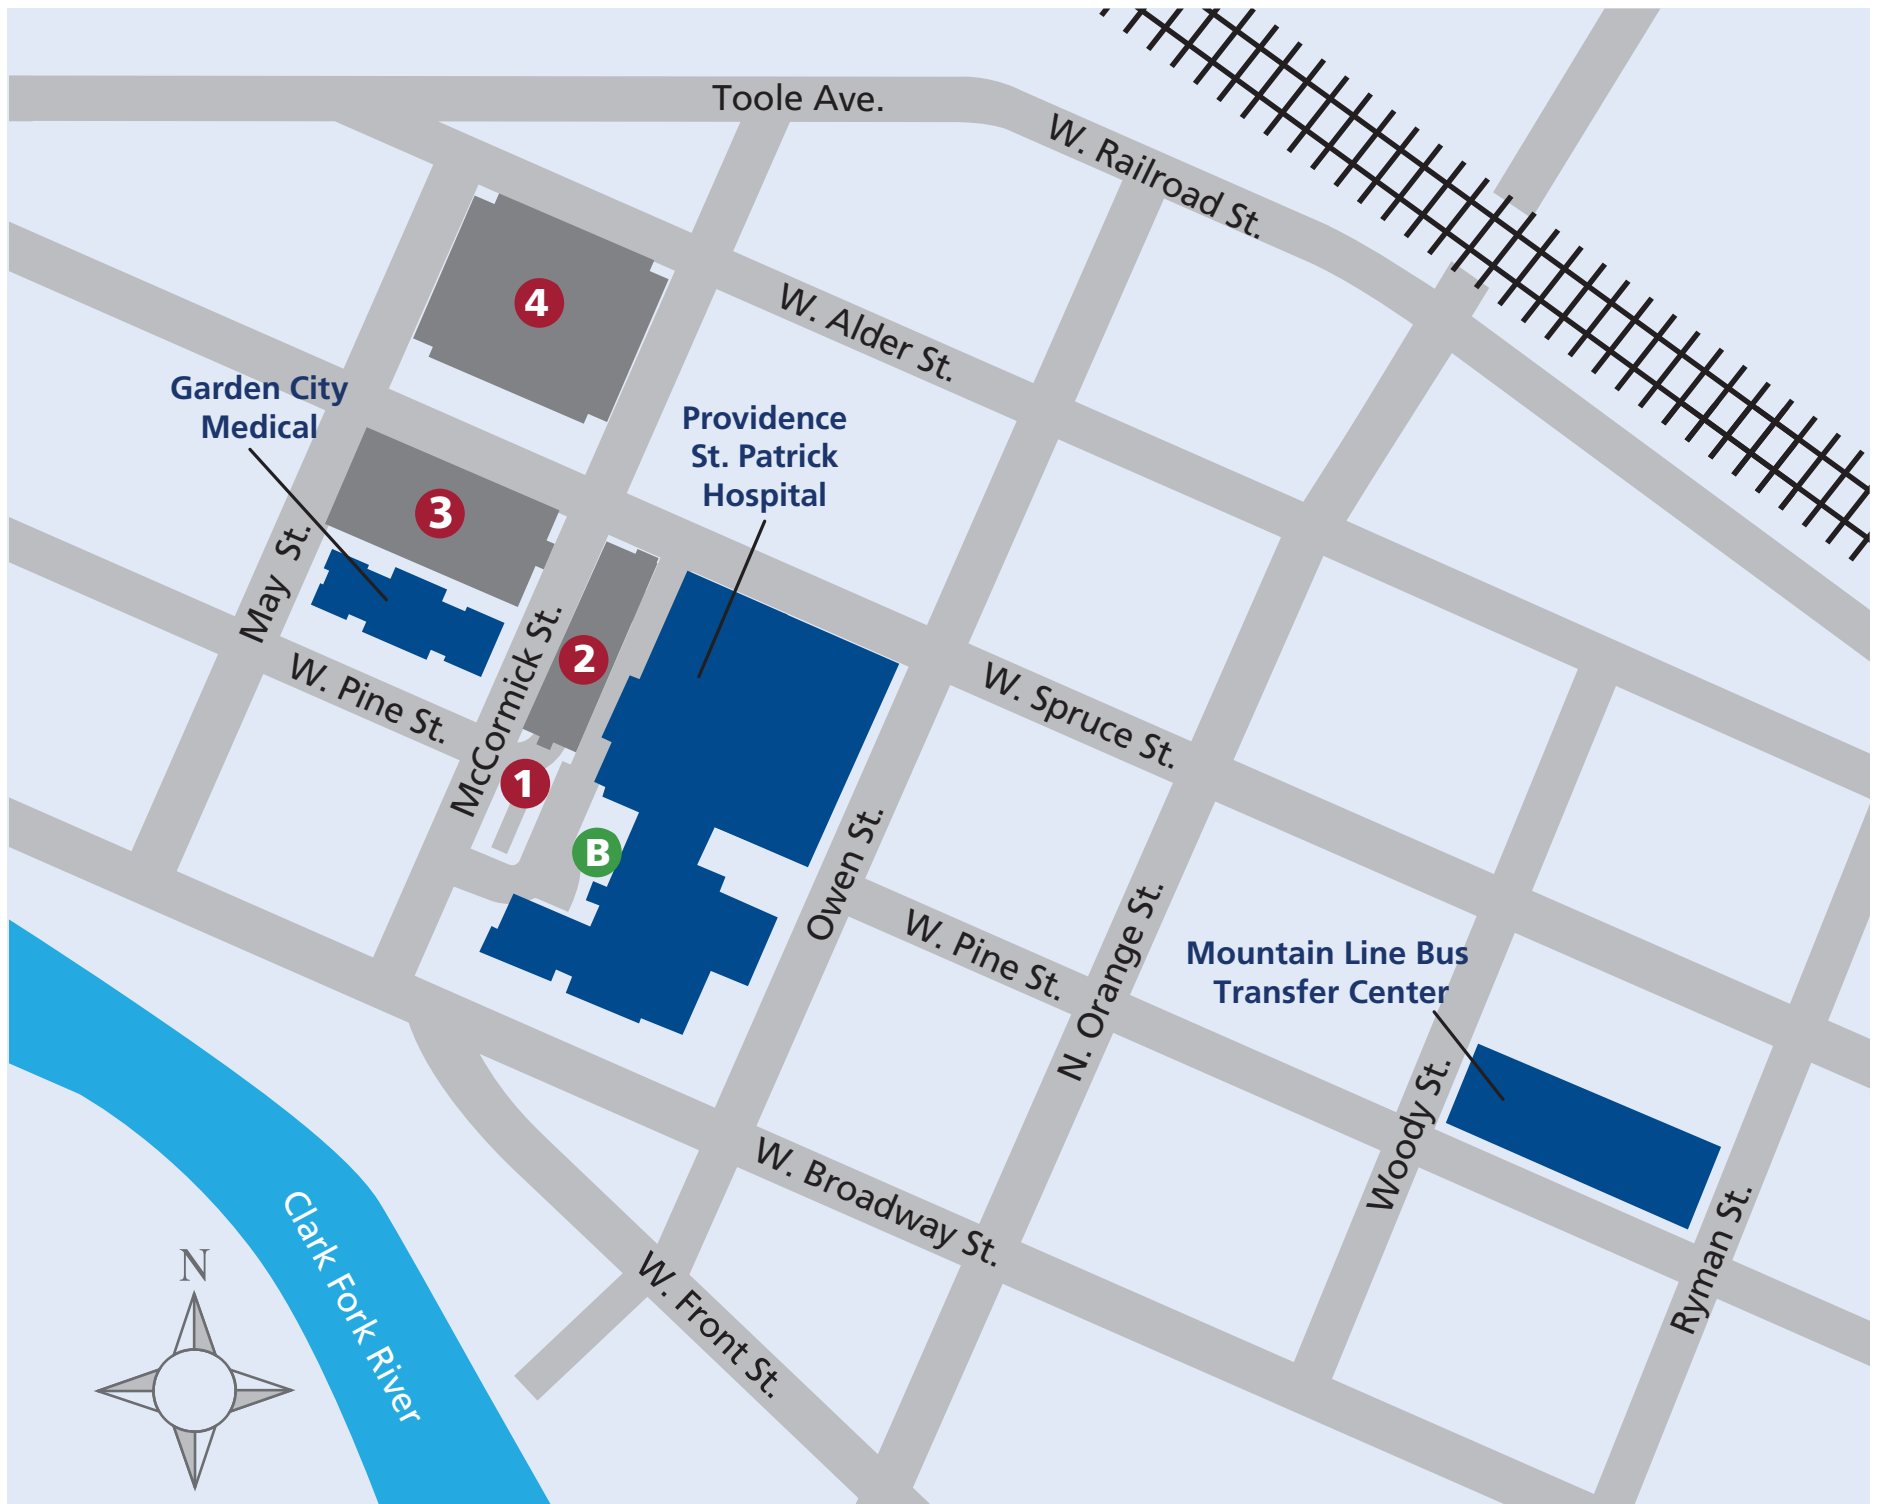 Toole Ave.
W. Railroad St.
4
W. Alder St.
Garden City
Medical
Providence
St. Patrick
Hospital
3
May St.
McCormick St.
2
W. Pine St.
W. Spruce St.
1
B
Owen St.
W. Pine St.
N. Orange St.
Mountain Line Bus
Transfer Center
Woody St.
W. Broadway St.
Ryman St.
Clark Fork River
N
W. Front St.